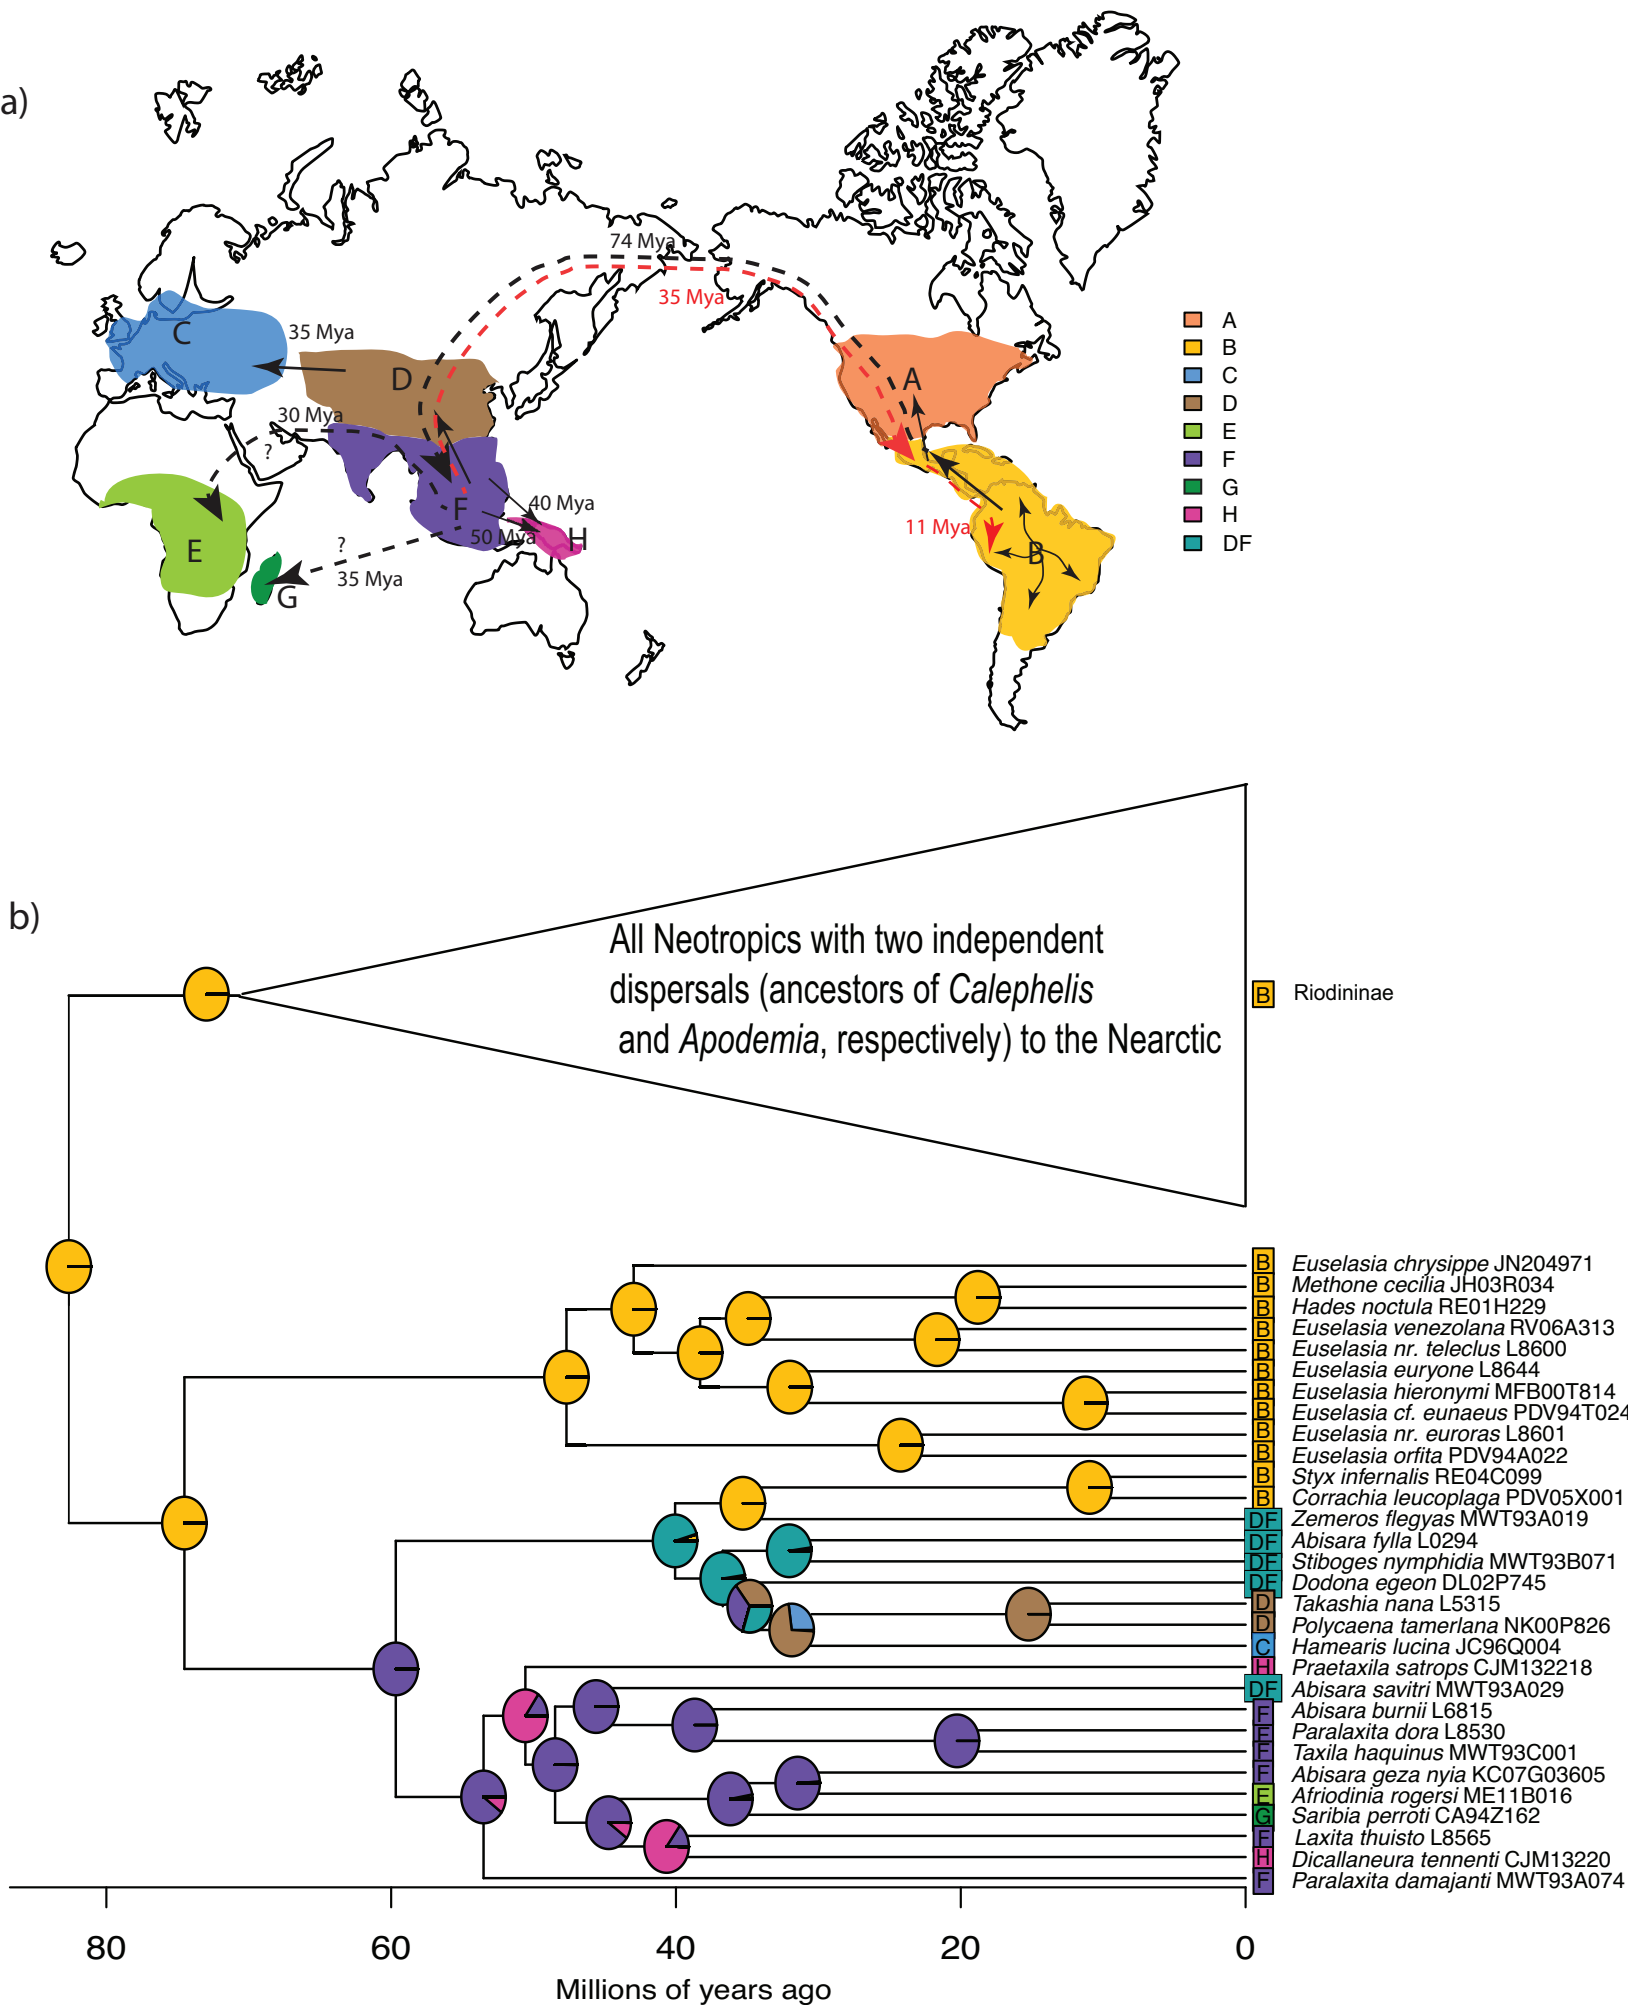 a)
74 Mya
35 Mya
C
35 Mya
D
A
30 Mya
?
F
40 Mya
50 Mya
H
E
?
35 Mya
G
11 Mya
B
A
B
C
D
E
F
G
H
DF
b)
All Neotropics with two independent
dispersals (ancestors of Calephelis
and Apodemia, respectively) to the Nearctic
B Riodininae
B Euselasia chrysippe JN204971
B Methone cecilia JH03R034
B Hades noctula RE01H229
B Euselasia venezolana RV06A313
B Euselasia nr. teleclus L8600
B Euselasia euryone L8644
B Euselasia hieronymi MFB00T814
B Euselasia cf. eunaeus PDV94T024
B Euselasia nr. euroras L8601
B Euselasia orfita PDV94A022
B Styx infernalis RE04C099
B Corrachia leucoplaga PDV05X001
DF Zemeros flegyas MWT93A019
DF Abisara fylla L0294
DF Stiboges nymphidia MWT93B071
DF Dodona egeon DL02P745
D Takashia nana L5315
D Polycaena tamerlana NK00P826
C Hamearis lucina JC96Q004
H Praetaxila satrops CJM132218
DF Abisara savitri MWT93A029
F Abisara burnii L6815
F Paralaxita dora L8530
F Taxila haquinus MWT93C001
F Abisara geza nyia KC07G03605
E Afriodinia rogersi ME11B016
G Saribia perroti CA94Z162
F Laxita thuisto L8565
H Dicallaneura tennenti CJM13220
F Paralaxita damajanti MWT93A074
80 60 40 20 0
Millions of years ago